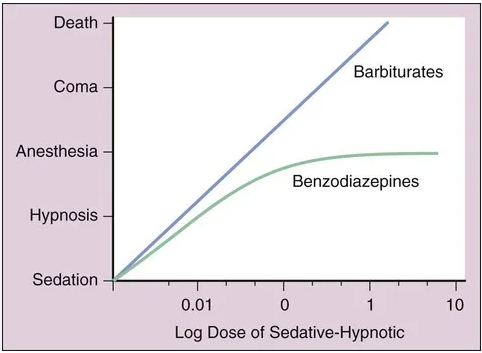 Death
Coma
Anesthesia
Hypnosis
Sedation
Barbiturates
Benzodiazepines
0.01 0 1 10
Log Dose of Sedative-Hypnotic